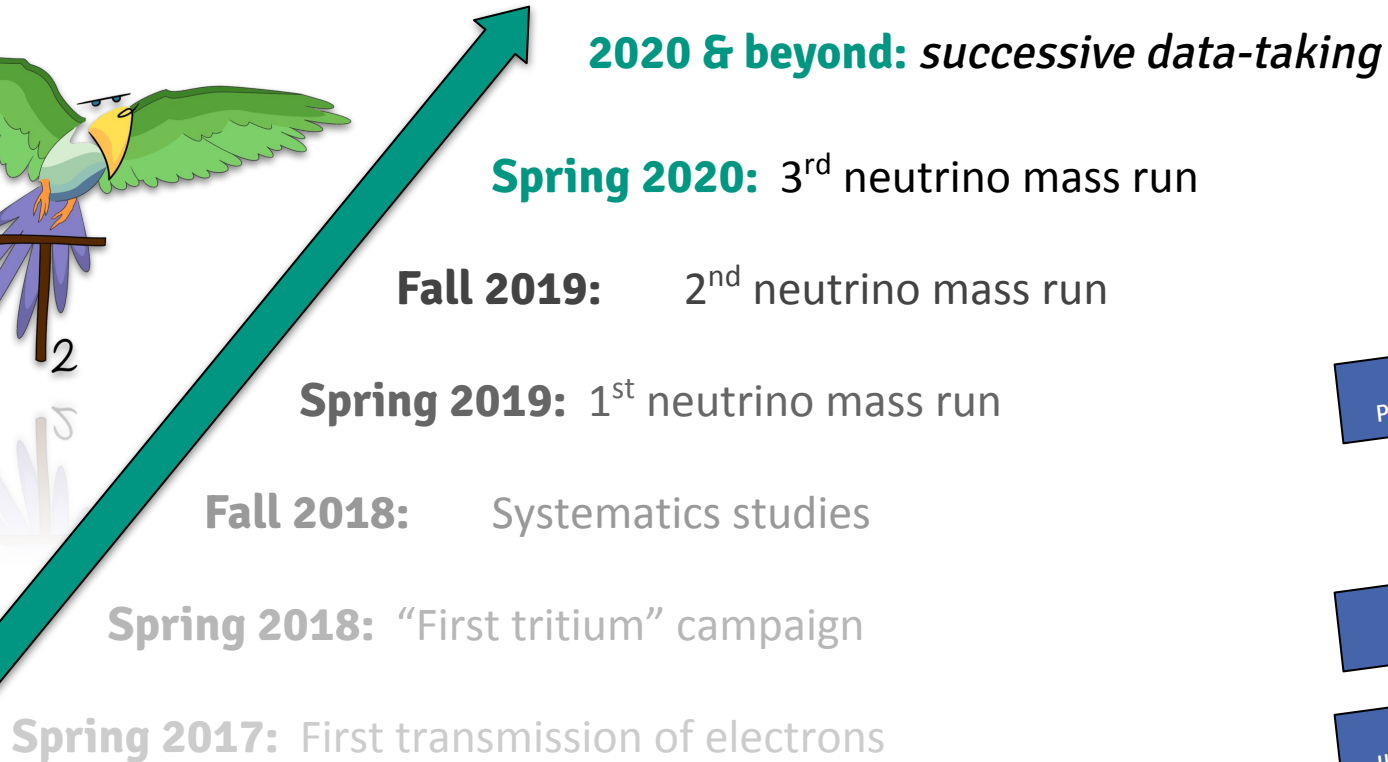 2020 & beyond: successive data-taking
Spring 2020: 3rd neutrino mass run
Fall 2019: 2nd neutrino mass run
2
Spring 2019: 1st neutrino mass run
Fall 2018: Systematics studies
Spring 2018: “First tritium” campaign
Spring 2017: First transmission of electrons